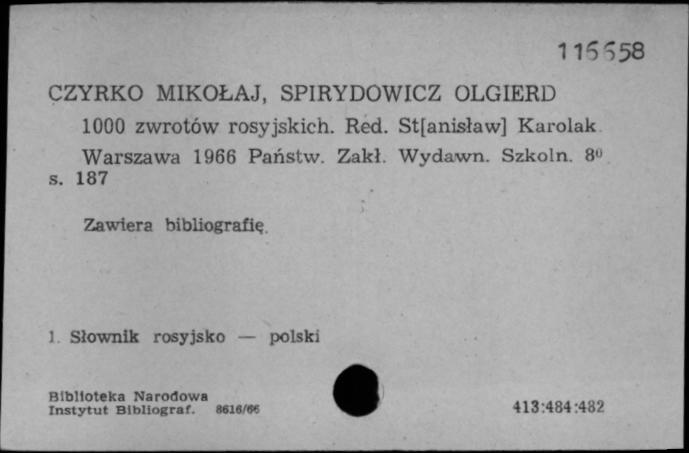 115558
CZYRKO MIKOŁAJ, SPIRYDOWICZ OLGIERD
1000 zwrotów rosyjskich. Red. St[anisław] Karolak.
Warszawa 1966 Państw. Zakł. Wydawn. Szkoln. 8⁰.
s. 187
Zawiera bibliografię.
1. Słownik rosyjsko — polski
Biblioteka Narodowa
Instytut Bibliograf. 8616/66
413:484:482